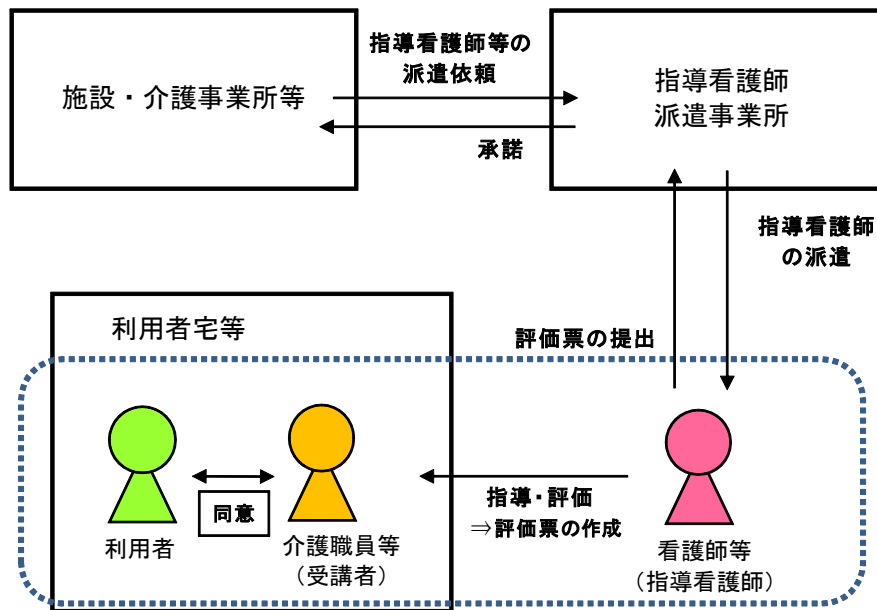 施設・介護事業所等
指導看護師等の
派遣依頼
承諾
指導看護師
派遣事業所
指導看護師
の派遣
評価票の提出
利用者宅等
同意
利用者
介護職員等
（受講者）
指導・評価
⇒評価票の作成
看護師等
（指導看護師）